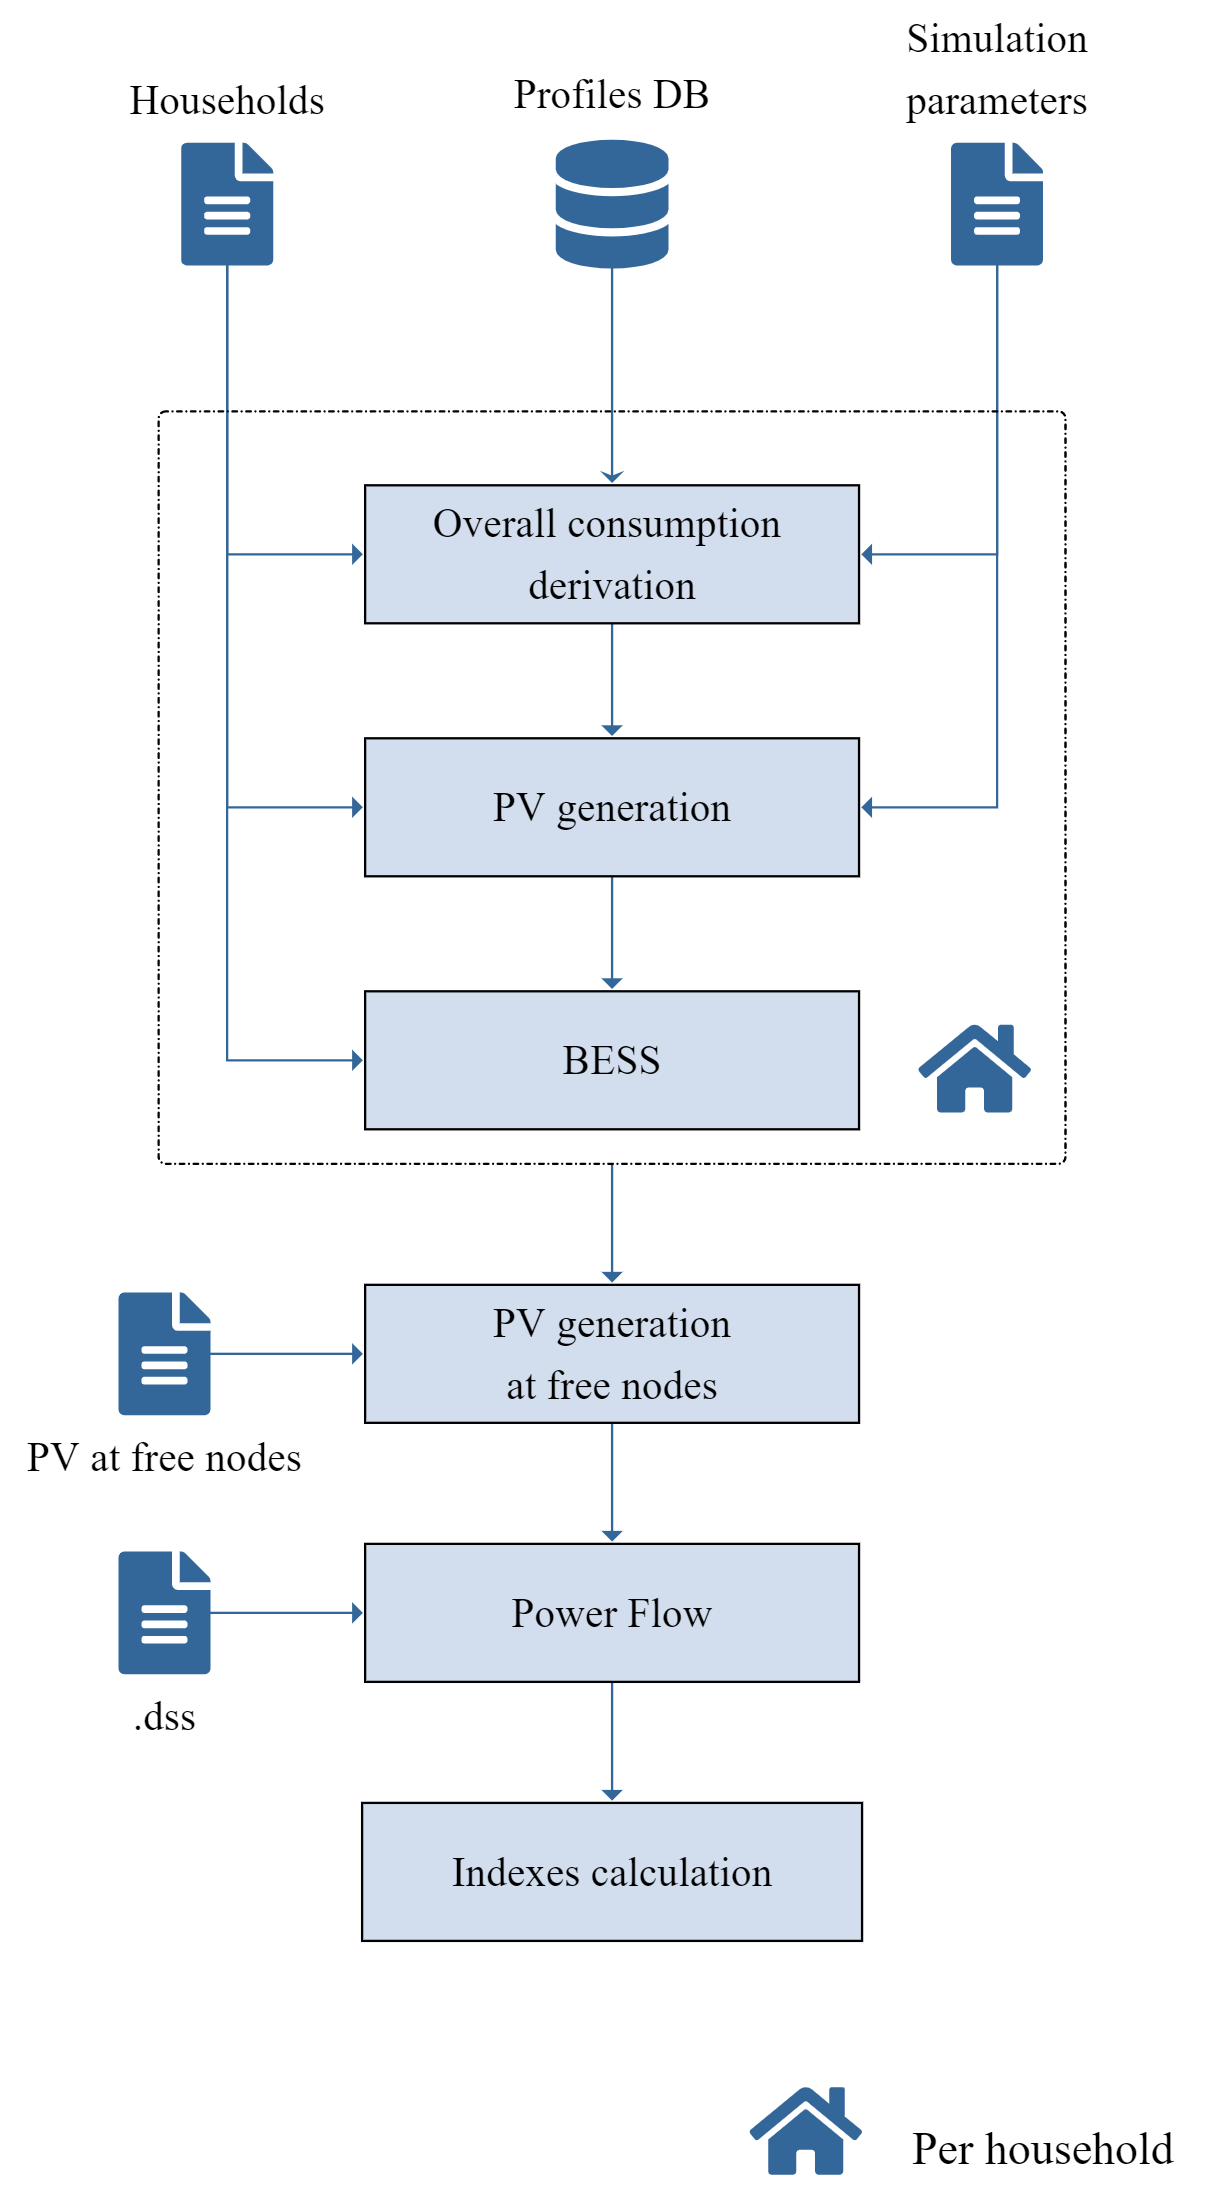 Households
Profiles DB
Simulation
parameters
Overall consumption
derivation
PV generation
BESS
PV generation
at free nodes
PV at free nodes
Power Flow
.dss
Indexes calculation
Per household